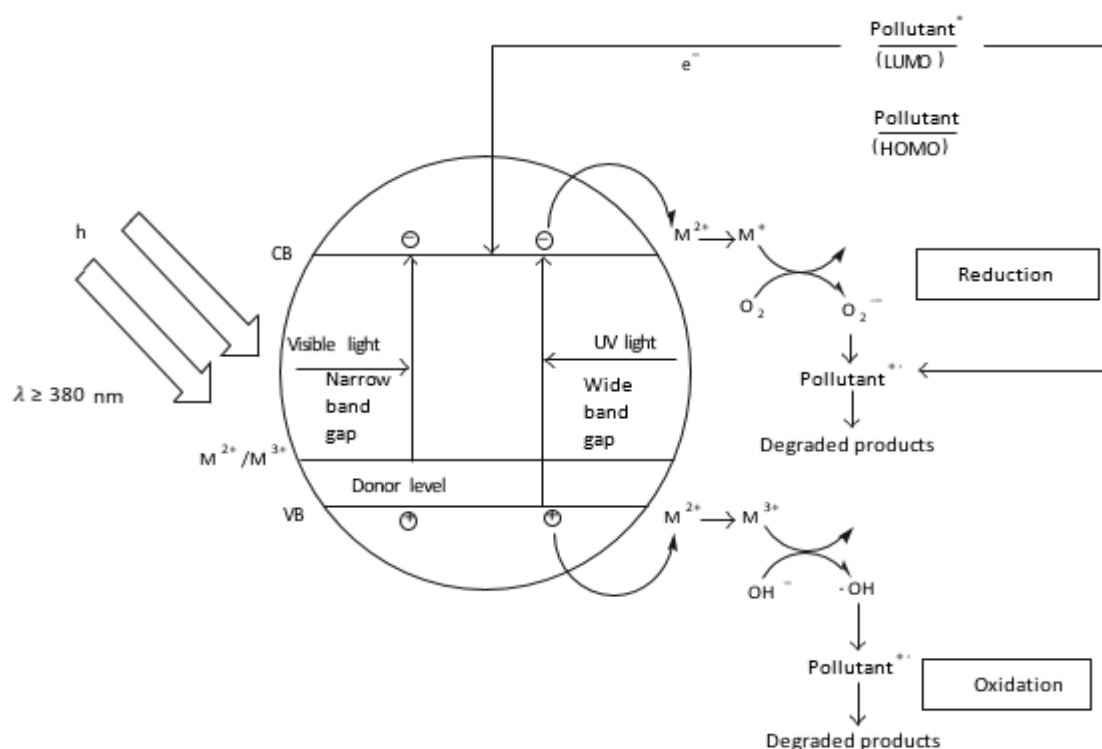 Pollutant*
(LUMO)
e⁻
Pollutant
(HOMO)
h
CB
M²⁺ → M⁺
Reduction
O₂
O₂⁻·
Visible light
UV light
Narrow
band
gap
Wide
band
gap
λ ≥ 380 nm
Pollutant⁺·
Degraded products
M²⁺/M³⁺
Donor level
VB
M²⁺ → M³⁺
OH⁻
·OH
Pollutant⁺·
Oxidation
Degraded products